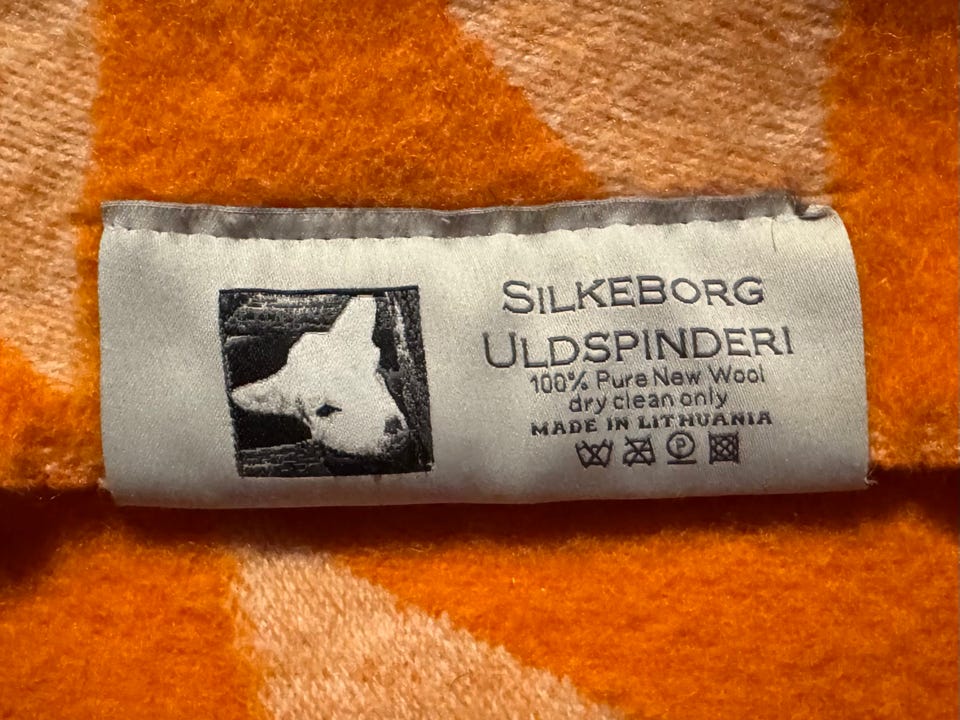 SILKEBORG
ULDSPINDERI
100% Pure New Wool
dry clean only
MADE IN LITHUANIA
P